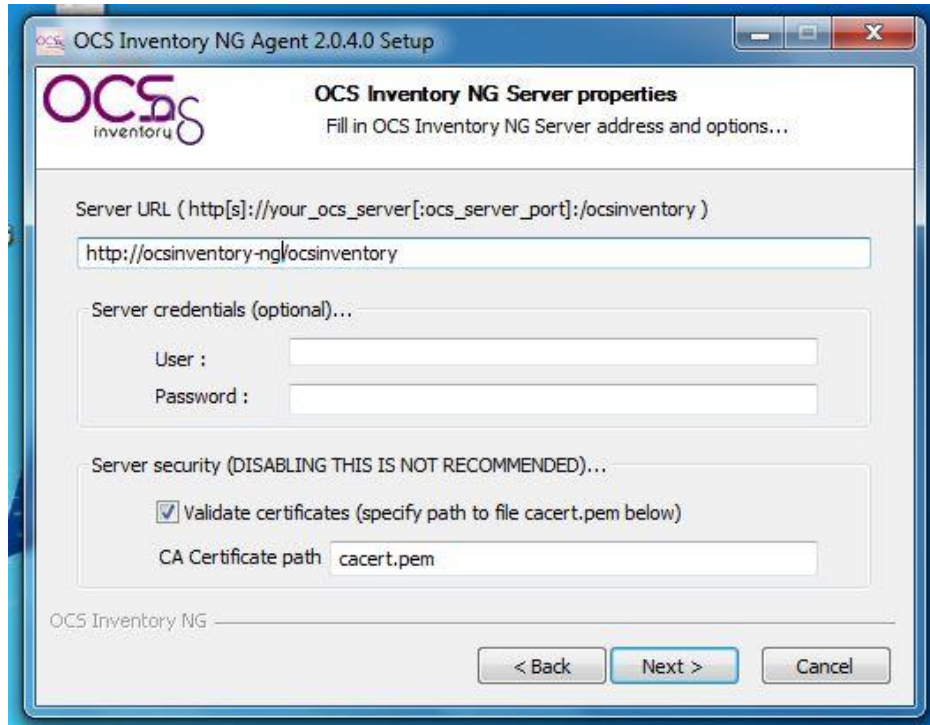 OCS Inventory NG Agent 2.0.4.0 Setup
OCS
inventory
OCS Inventory NG Server properties
Fill in OCS Inventory NG Server address and options...
Server URL ( http[s]://your_ocs_server[:ocs_server_port]:/ocsinventory )
http://ocsinventory-ng/ocsinventory
Server credentials (optional)...
User :
Password :
Server security (DISABLING THIS IS NOT RECOMMENDED)...
Validate certificates (specify path to file cacert.pem below)
CA Certificate path cacert.pem
OCS Inventory NG
< Back Next > Cancel